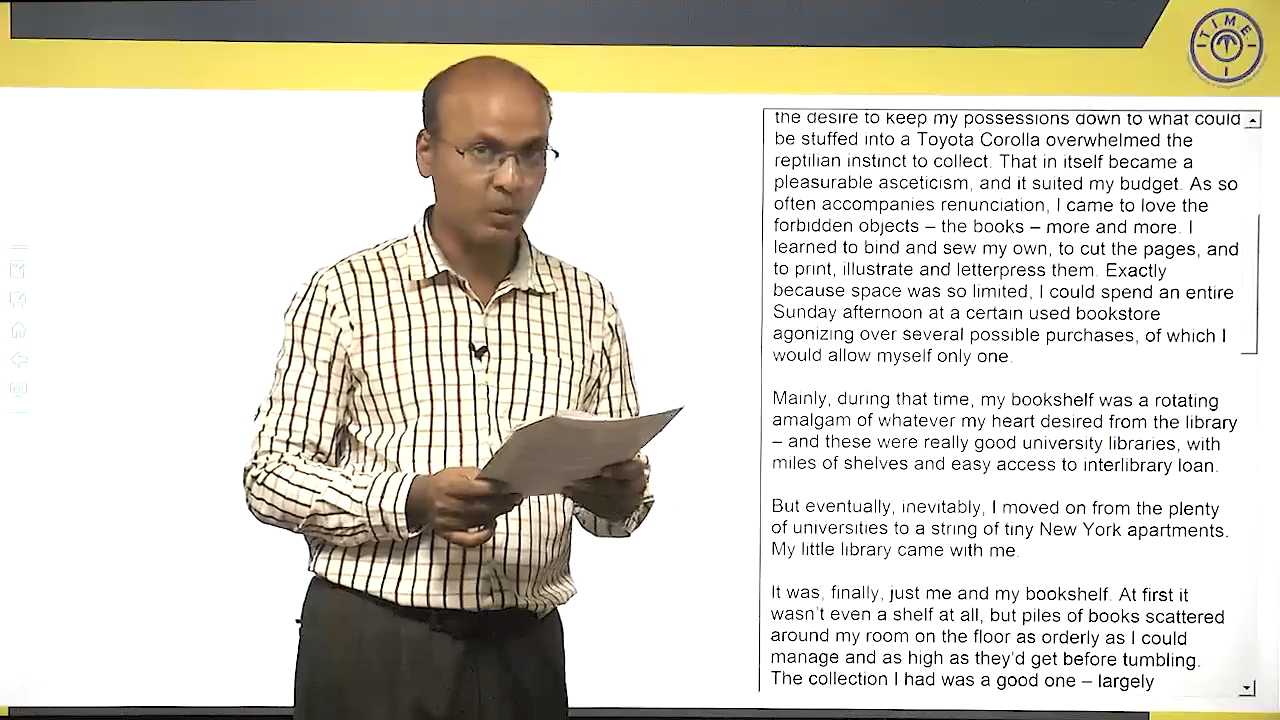 T.I.M.E.
the desire to keep my possessions down to what could
be stuffed into a Toyota Corolla overwhelmed the
reptilian instinct to collect. That in itself became a
pleasurable asceticism, and it suited my budget. As so
often accompanies renunciation, I came to love the
forbidden objects – the books – more and more. I
learned to bind and sew my own, to cut the pages, and
to print, illustrate and letterpress them. Exactly
because space was so limited, I could spend an entire
Sunday afternoon at a certain used bookstore
agonizing over several possible purchases, of which I
would allow myself only one.
Mainly, during that time, my bookshelf was a rotating
amalgam of whatever my heart desired from the library
– and these were really good university libraries, with
miles of shelves and easy access to interlibrary loan.
But eventually, inevitably, I moved on from the plenty
of universities to a string of tiny New York apartments.
My little library came with me.
It was, finally, just me and my bookshelf. At first it
wasn't even a shelf at all, but piles of books scattered
around my room on the floor as orderly as I could
manage and as high as they'd get before tumbling.
The collection I had was a good one – largely